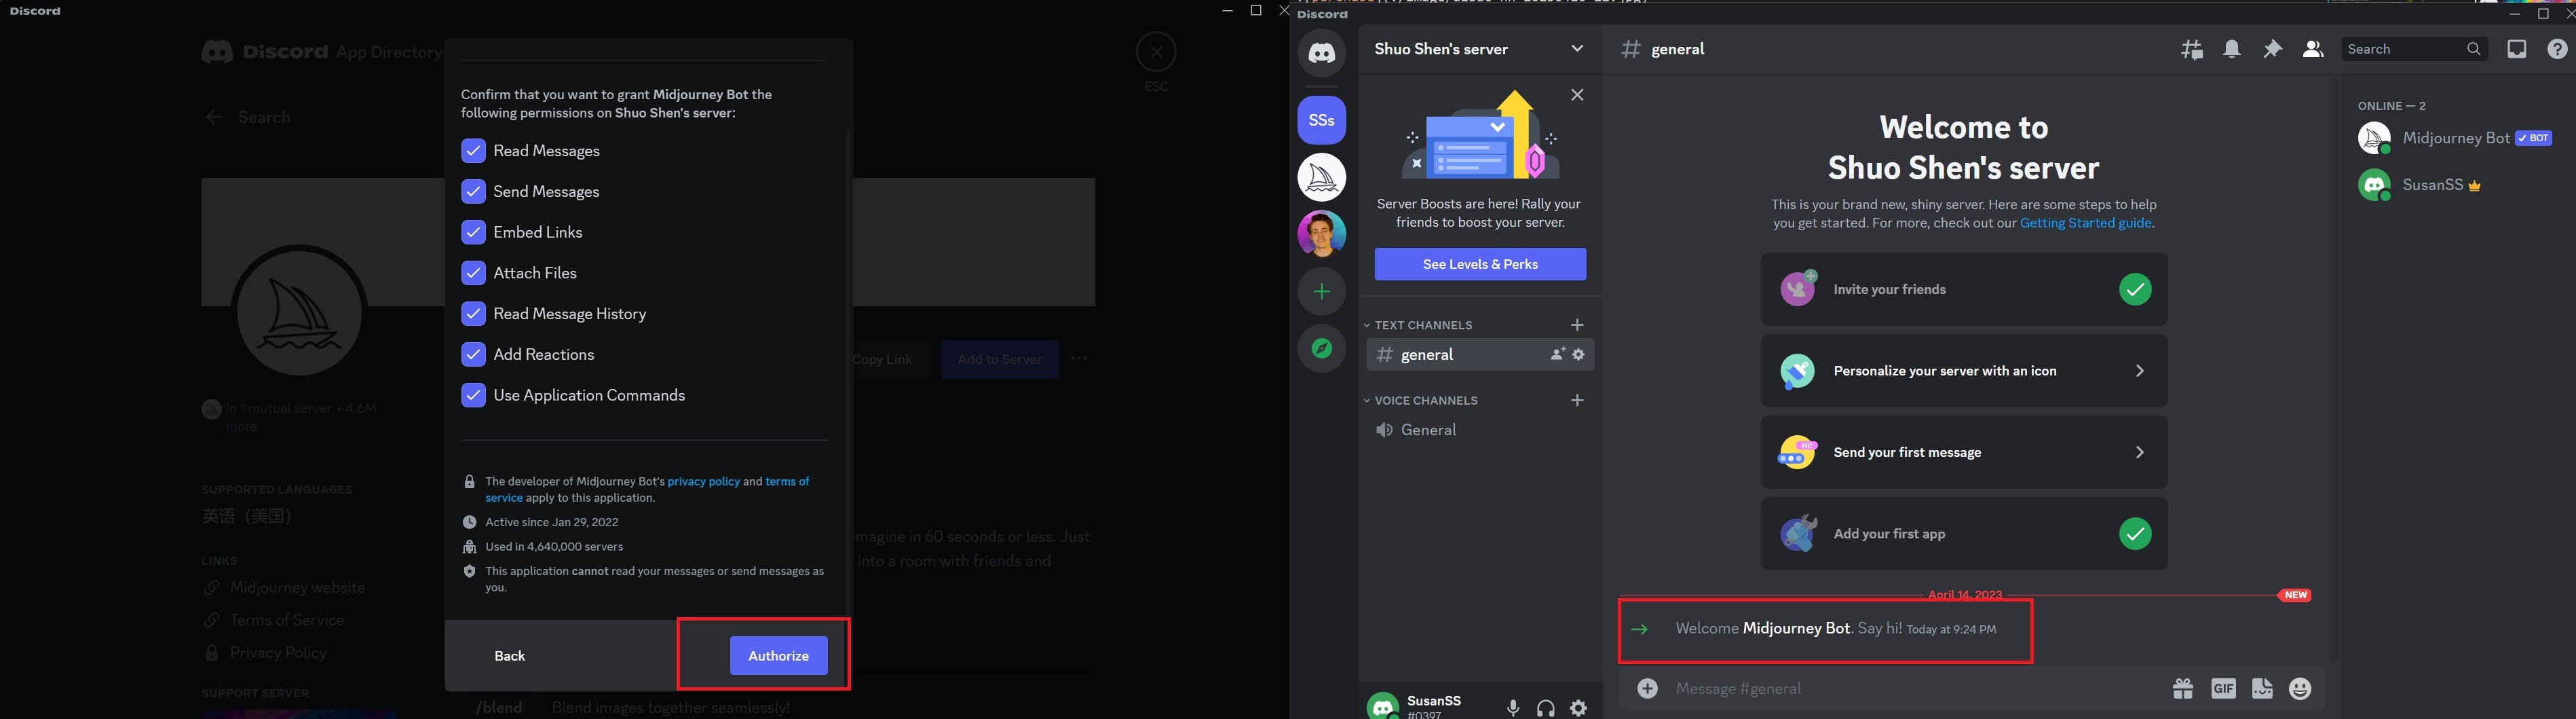 Discord
Discord App Directory
ESC
Search
Confirm that you want to grant Midjourney Bot the
following permissions on Shuo Shen's server:
Read Messages
Send Messages
Embed Links
Attach Files
Read Message History
Add Reactions
Use Application Commands
Copy Link
Add to Server
in 1 mutual server + 4.6M
more
SUPPORTED LANGUAGES
英语（美国）
LINKS
Midjourney website
Terms of Service
Privacy Policy
SUPPORT SERVER
The developer of Midjourney Bot's privacy policy and terms of
service apply to this application.
Active since Jan 29, 2022
Used in 4,640,000 servers
This application cannot read your messages or send messages as
you.
imagine in 60 seconds or less. Just
into a room with friends and
Back
Authorize
/blend Blend images together seamlessly!
Discord
SSs
Shuo Shen's server
Server Boosts are here! Rally your
friends to boost your server.
See Levels & Perks
TEXT CHANNELS
general
VOICE CHANNELS
General
SusanSS
#0397
general
Search
Welcome to
Shuo Shen's server
This is your brand new, shiny server. Here are some steps to help
you get started. For more, check out our Getting Started guide.
Invite your friends
Personalize your server with an icon
Hi!
Send your first message
Add your first app
April 14, 2023
NEW
Welcome Midjourney Bot. Say hi! Today at 9:24 PM
Message #general
GIF
ONLINE — 2
Midjourney Bot BOT
SusanSS